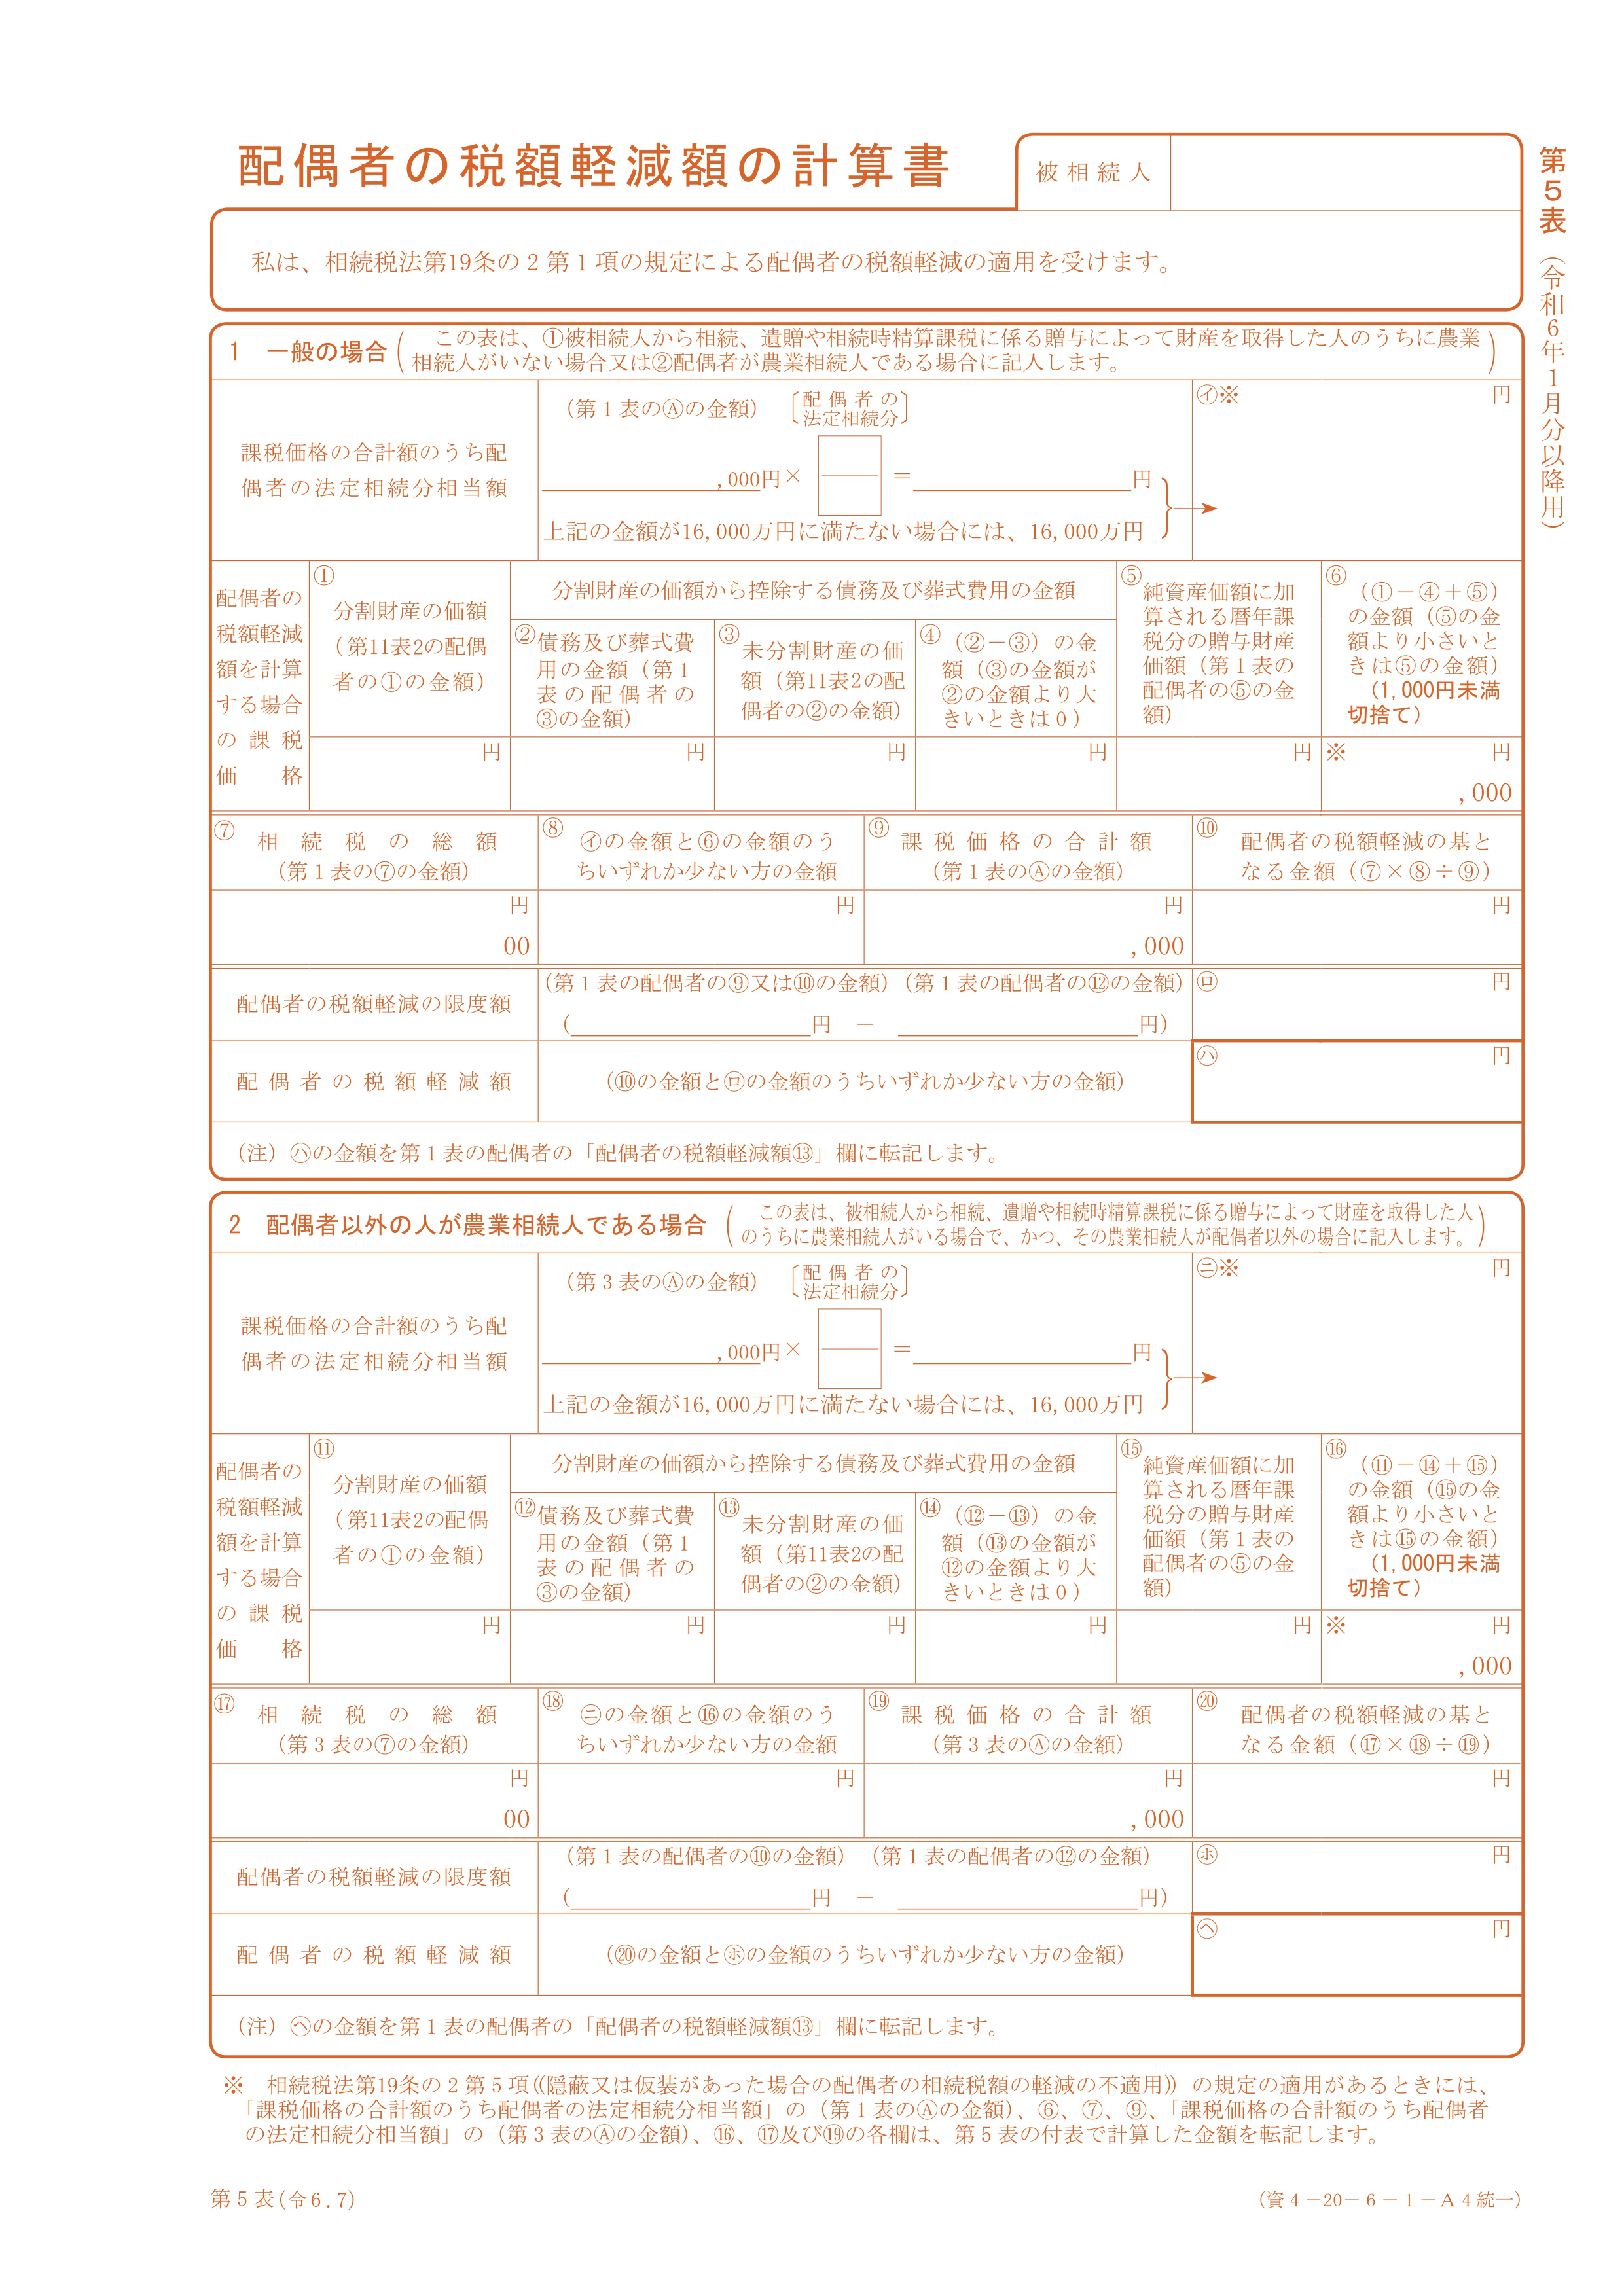 配偶者の税額軽減額の計算書
被相続人
第5表（令和6年1月分以降用）
私は、相続税法第19条の2第1項の規定による配偶者の税額軽減の適用を受けます。
1　一般の場合
（　この表は、①被相続人から相続、遺贈や相続時精算課税に係る贈与によって財産を取得した人のうちに農業
相続人がいない場合又は②配偶者が農業相続人である場合に記入します。）
課税価格の合計額のうち配
偶者の法定相続分相当額
（第1表のⒶの金額）
〔配偶者の
法定相続分〕
,000円×　＝　円
上記の金額が16,000万円に満たない場合には、16,000万円
㋑※　円
配偶者の
税額軽減
額を計算
する場合
の課税
価格
①
分割財産の価額
（第11表2の配偶
者の①の金額）
分割財産の価額から控除する債務及び葬式費用の金額
②債務及び葬式費
用の金額（第1
表の配偶者の
③の金額）
③未分割財産の価
額（第11表2の配
偶者の②の金額）
④（②－③）の金
額（③の金額が
②の金額より大
きいときは0）
⑤純資産価額に加
算される暦年課
税分の贈与財産
価額（第1表の
配偶者の⑤の金
額）
⑥（①－④＋⑤）
の金額（⑤の金
額より小さいと
きは⑤の金額）
（1,000円未満
切捨て）
円　円　円　円　円　※　円
,000
⑦　相続税の総額
（第1表の⑦の金額）
⑧　㋑の金額と⑥の金額のう
ちいずれか少ない方の金額
⑨　課税価格の合計額
（第1表のⒶの金額）
⑩　配偶者の税額軽減の基と
なる金額（⑦×⑧÷⑨）
円　円　円　円
00　,000
配偶者の税額軽減の限度額
（第1表の配偶者の⑨又は⑩の金額）（第1表の配偶者の⑫の金額）
（　円　－　円）
㋺　円
配偶者の税額軽減額
（⑩の金額と㋺の金額のうちいずれか少ない方の金額）
㋩　円
（注）㋩の金額を第1表の配偶者の「配偶者の税額軽減額⑬」欄に転記します。
2　配偶者以外の人が農業相続人である場合
（　この表は、被相続人から相続、遺贈や相続時精算課税に係る贈与によって財産を取得した人
のうちに農業相続人がいる場合で、かつ、その農業相続人が配偶者以外の場合に記入します。）
課税価格の合計額のうち配
偶者の法定相続分相当額
（第3表のⒶの金額）
〔配偶者の
法定相続分〕
,000円×　＝　円
上記の金額が16,000万円に満たない場合には、16,000万円
㋥※　円
配偶者の
税額軽減
額を計算
する場合
の課税
価格
⑪
分割財産の価額
（第11表2の配偶
者の①の金額）
分割財産の価額から控除する債務及び葬式費用の金額
⑫債務及び葬式費
用の金額（第1
表の配偶者の
③の金額）
⑬未分割財産の価
額（第11表2の配
偶者の②の金額）
⑭（⑫－⑬）の金
額（⑬の金額が
⑫の金額より大
きいときは0）
⑮純資産価額に加
算される暦年課
税分の贈与財産
価額（第1表の
配偶者の⑤の金
額）
⑯（⑪－⑭＋⑮）
の金額（⑮の金
額より小さいと
きは⑮の金額）
（1,000円未満
切捨て）
円　円　円　円　円　※　円
,000
⑰　相続税の総額
（第3表の⑦の金額）
⑱　㋥の金額と⑯の金額のう
ちいずれか少ない方の金額
⑲　課税価格の合計額
（第3表のⒶの金額）
⑳　配偶者の税額軽減の基と
なる金額（⑰×⑱÷⑲）
円　円　円　円
00　,000
配偶者の税額軽減の限度額
（第1表の配偶者の⑩の金額）（第1表の配偶者の⑫の金額）
（　円　－　円）
㋭　円
配偶者の税額軽減額
（⑳の金額と㋭の金額のうちいずれか少ない方の金額）
㋬　円
（注）㋬の金額を第1表の配偶者の「配偶者の税額軽減額⑬」欄に転記します。
※　相続税法第19条の2第5項（（隠蔽又は仮装があった場合の配偶者の相続税額の軽減の不適用））の規定の適用があるときには、
「課税価格の合計額のうち配偶者の法定相続分相当額」の（第1表のⒶの金額）、⑥、⑦、⑨、「課税価格の合計額のうち配偶者
の法定相続分相当額」の（第3表のⒶの金額）、⑯、⑰及び⑲の各欄は、第5表の付表で計算した金額を転記します。
第5表(令6.7)
（資4－20－6－1－A4統一）